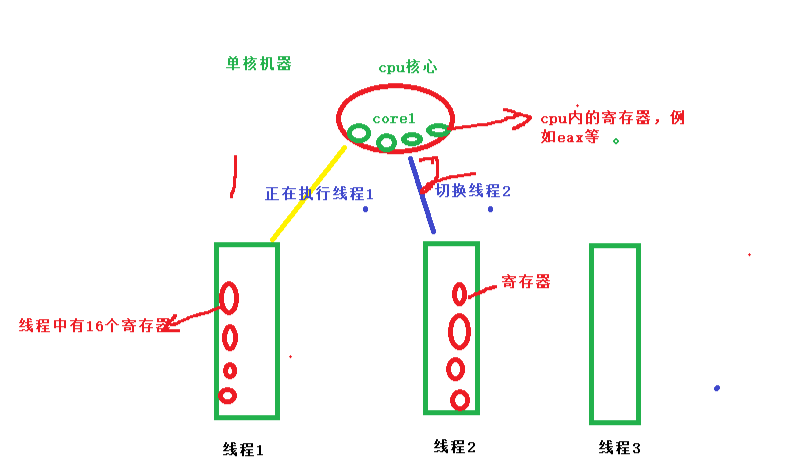 单核机器
cpu核心
core1
cpu内的寄存器，例
如eax等
正在执行线程1
切换线程2
寄存器
线程中有16个寄存器
线程1
线程2
线程3